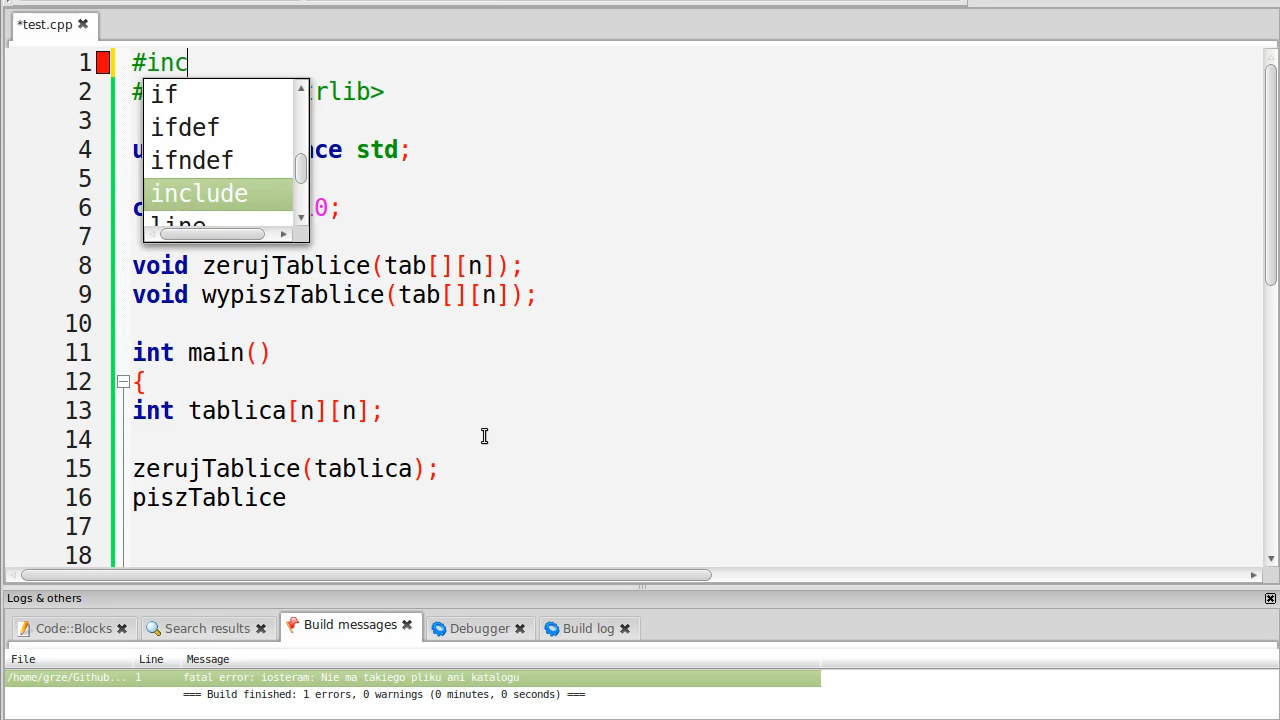 *test.cpp
1 #inc
if
ifdef
ifndef
include
2 # rlib>
3
4 u ce std;
5
6 c 0;
7
8 void zerujTablice(tab[][n]);
9 void wypiszTablice(tab[][n]);
10
11 int main()
12 {
13 int tablica[n][n];
14
15 zerujTablice(tablica);
16 piszTablice
17
18
Logs & others
Code::Blocks Search results Build messages Debugger Build log
File Line Message
/home/grze/Github... 1 fatal error: iosteram: Nie ma takiego pliku ani katalogu
=== Build finished: 1 errors, 0 warnings (0 minutes, 0 seconds) ===